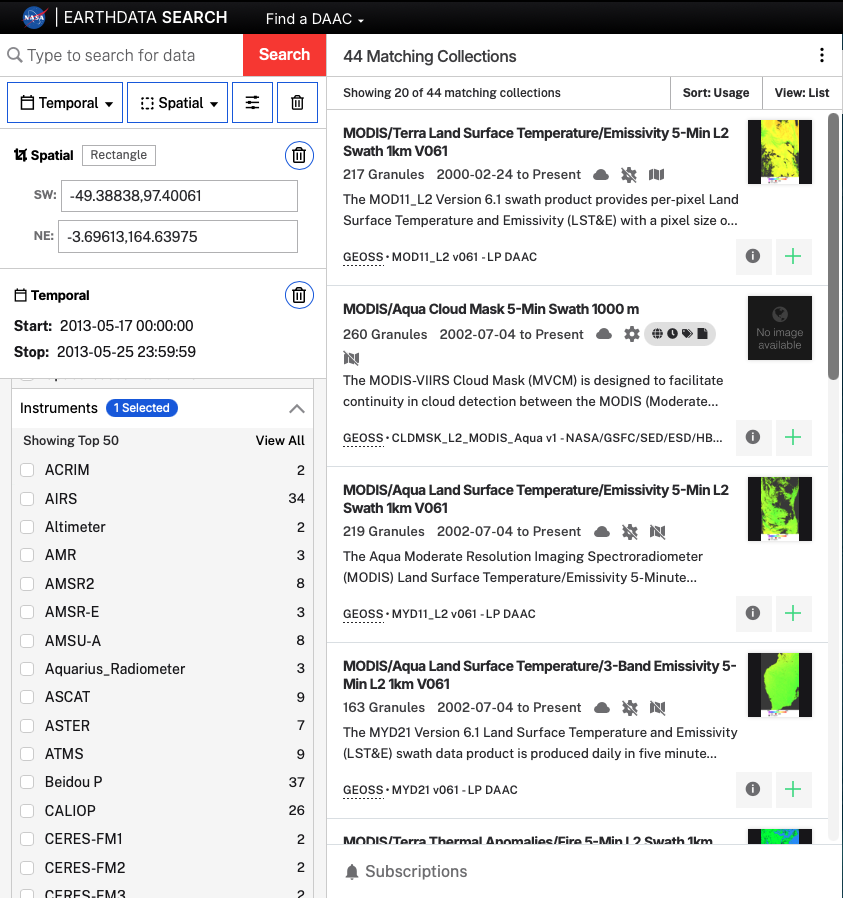 NASA EARTHDATA SEARCH Find a DAAC
Type to search for data Search
Temporal Spatial
Spatial Rectangle
SW: -49.38838,97.40061
NE: -3.69613,164.63975
Temporal
Start: 2013-05-17 00:00:00
Stop: 2013-05-25 23:59:59
Instruments 1 Selected
Showing Top 50 View All
ACRIM 2
AIRS 34
Altimeter 2
AMR 3
AMSR2 8
AMSR-E 3
AMSU-A 8
Aquarius_Radiometer 3
ASCAT 9
ASTER 7
ATMS 9
Beidou P 37
CALIOP 26
CERES-FM1 2
CERES-FM2 2
CERES-FM3 2
44 Matching Collections
Showing 20 of 44 matching collections Sort: Usage View: List
MODIS/Terra Land Surface Temperature/Emissivity 5-Min L2
Swath 1km V061
217 Granules 2000-02-24 to Present
The MOD11_L2 Version 6.1 swath product provides per-pixel Land
Surface Temperature and Emissivity (LST&E) with a pixel size o...
GEOSS • MOD11_L2 v061 - LP DAAC
MODIS/Aqua Cloud Mask 5-Min Swath 1000 m
260 Granules 2002-07-04 to Present
No image
available
The MODIS-VIIRS Cloud Mask (MVCM) is designed to facilitate
continuity in cloud detection between the MODIS (Moderate...
GEOSS • CLDMSK_L2_MODIS_Aqua v1 - NASA/GSFC/SED/ESD/HB...
MODIS/Aqua Land Surface Temperature/Emissivity 5-Min L2
Swath 1km V061
219 Granules 2002-07-04 to Present
The Aqua Moderate Resolution Imaging Spectroradiometer
(MODIS) Land Surface Temperature/Emissivity 5-Minute...
GEOSS • MYD11_L2 v061 - LP DAAC
MODIS/Aqua Land Surface Temperature/3-Band Emissivity 5-
Min L2 1km V061
163 Granules 2002-07-04 to Present
The MYD21 Version 6.1 Land Surface Temperature and Emissivity
(LST&E) swath data product is produced daily in five minute...
GEOSS • MYD21 v061 - LP DAAC
MODIS/Terra Thermal Anomalies/Fire 5-Min L2 Swath 1km
Subscriptions